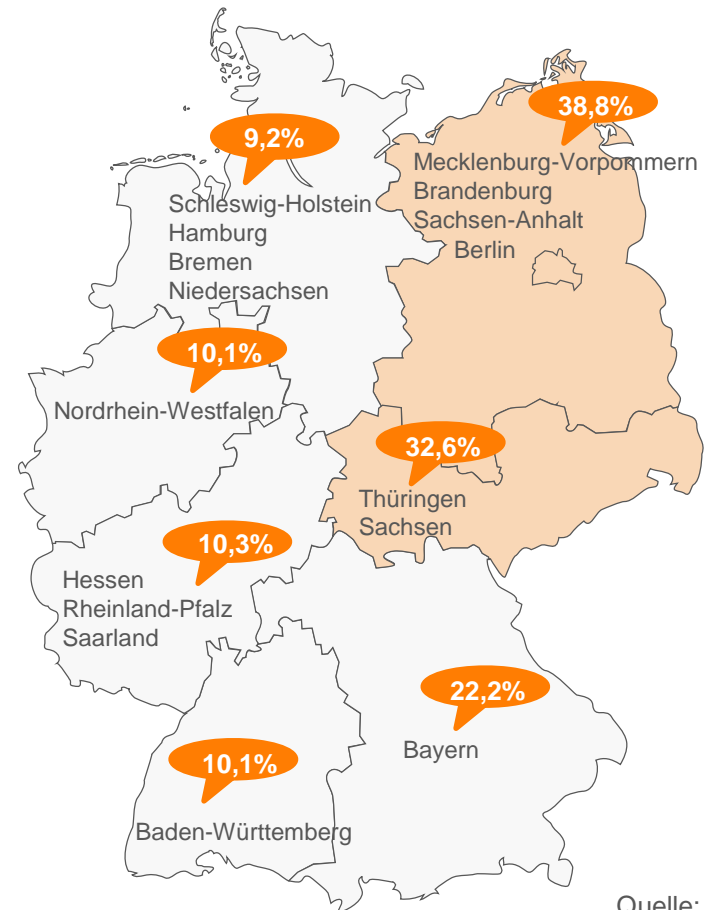 38,8%
Mecklenburg-Vorpommern
Brandenburg
Sachsen-Anhalt
Berlin
9,2%
Schleswig-Holstein
Hamburg
Bremen
Niedersachsen
10,1%
Nordrhein-Westfalen
32,6%
Thüringen
Sachsen
10,3%
Hessen
Rheinland-Pfalz
Saarland
22,2%
Bayern
10,1%
Baden-Württemberg
Quelle: